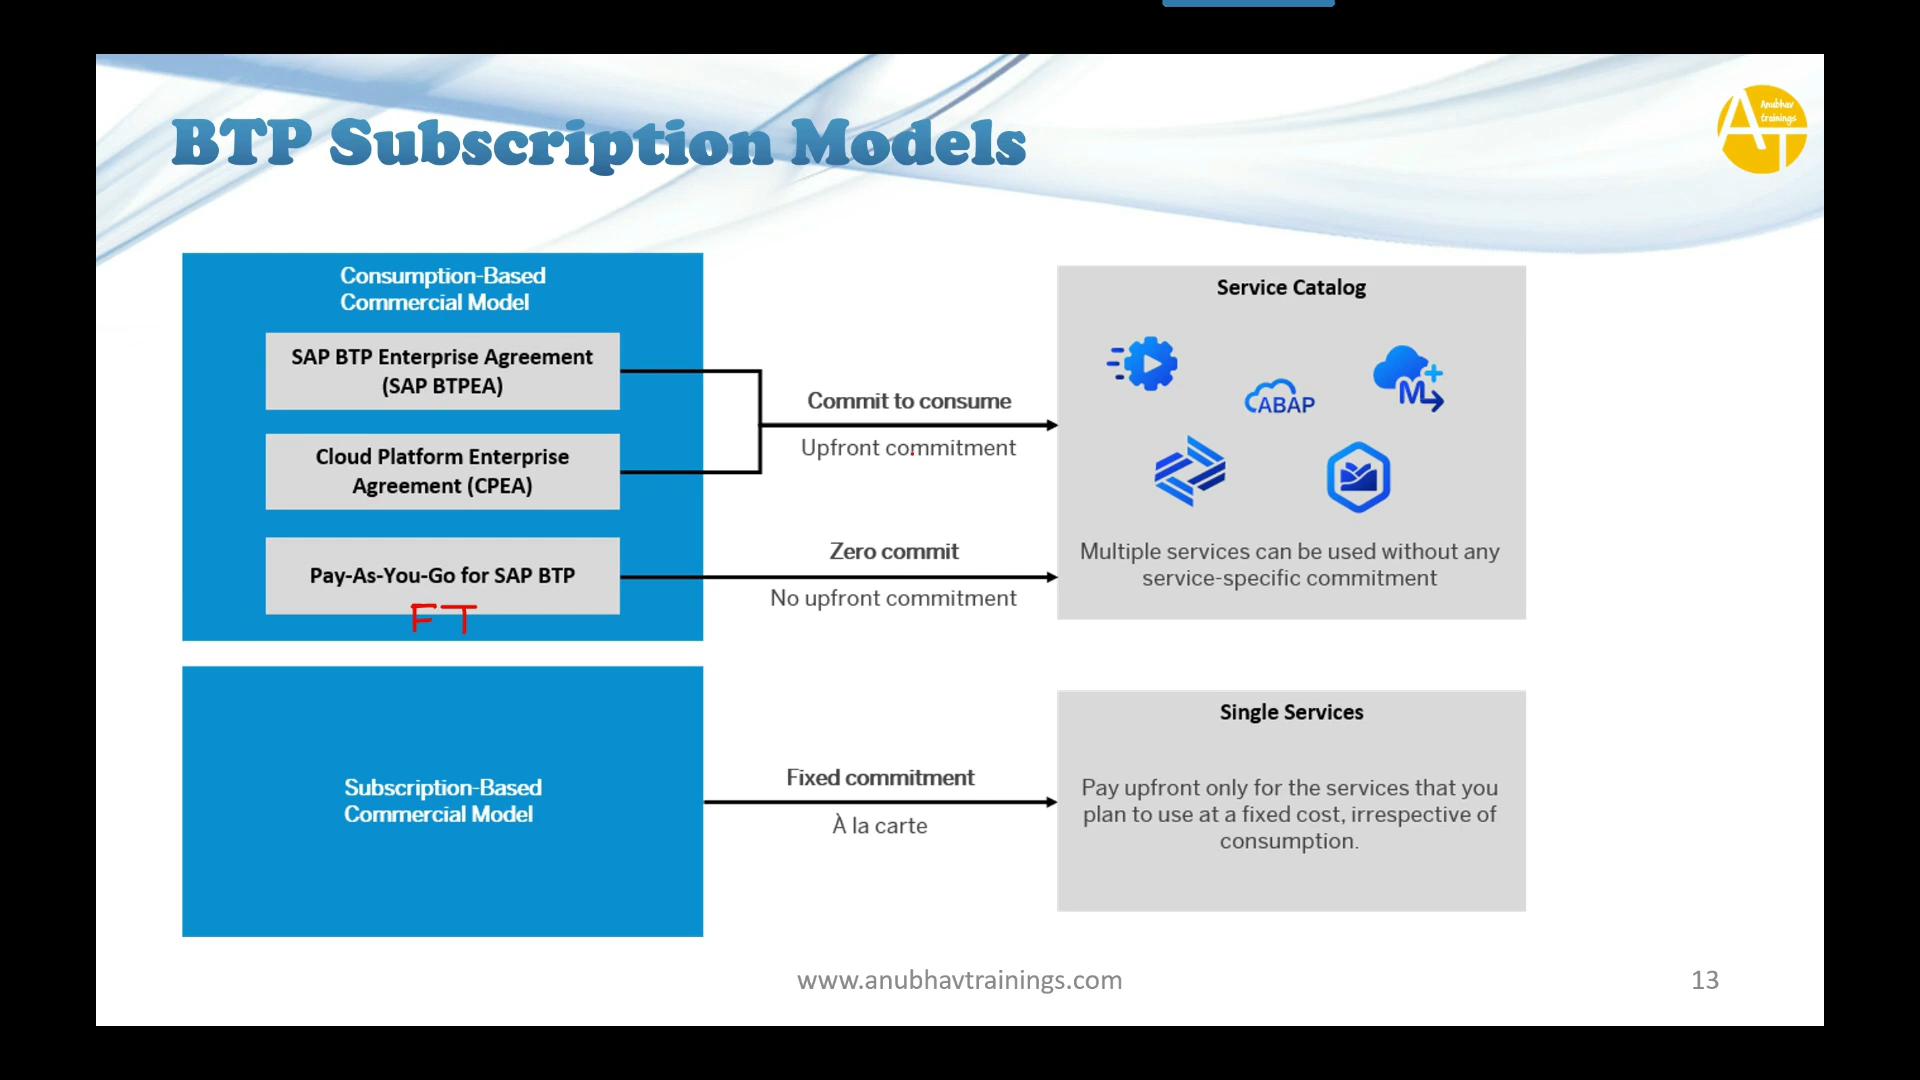 BTP Subscription Models
Anubhav
trainings
AT
Consumption-Based
Commercial Model
SAP BTP Enterprise Agreement
(SAP BTPEA)
Cloud Platform Enterprise
Agreement (CPEA)
Pay-As-You-Go for SAP BTP
FT
Commit to consume
Upfront commitment
Zero commit
No upfront commitment
Service Catalog
ABAP
M
Multiple services can be used without any
service-specific commitment
Subscription-Based
Commercial Model
Fixed commitment
À la carte
Single Services
Pay upfront only for the services that you
plan to use at a fixed cost, irrespective of
consumption.
www.anubhavtrainings.com
13